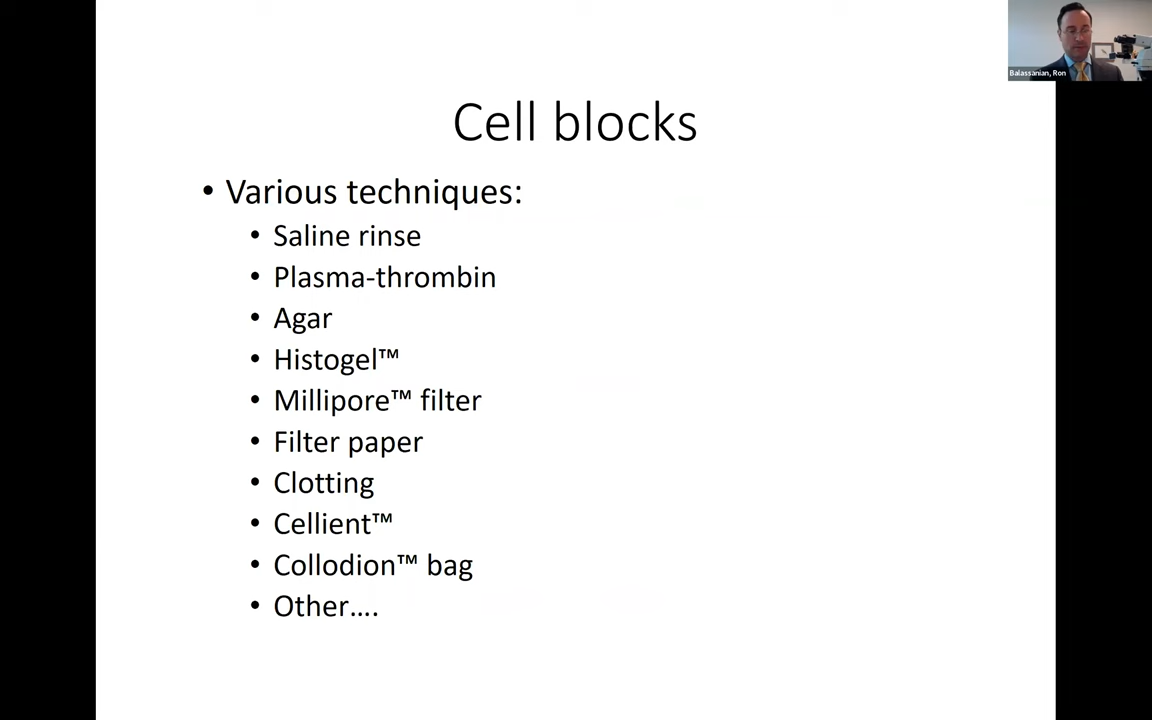 Balassanian, Ron
Cell blocks
• Various techniques:
• Saline rinse
• Plasma-thrombin
• Agar
• Histogel™
• Millipore™ filter
• Filter paper
• Clotting
• Cellient™
• Collodion™ bag
• Other....